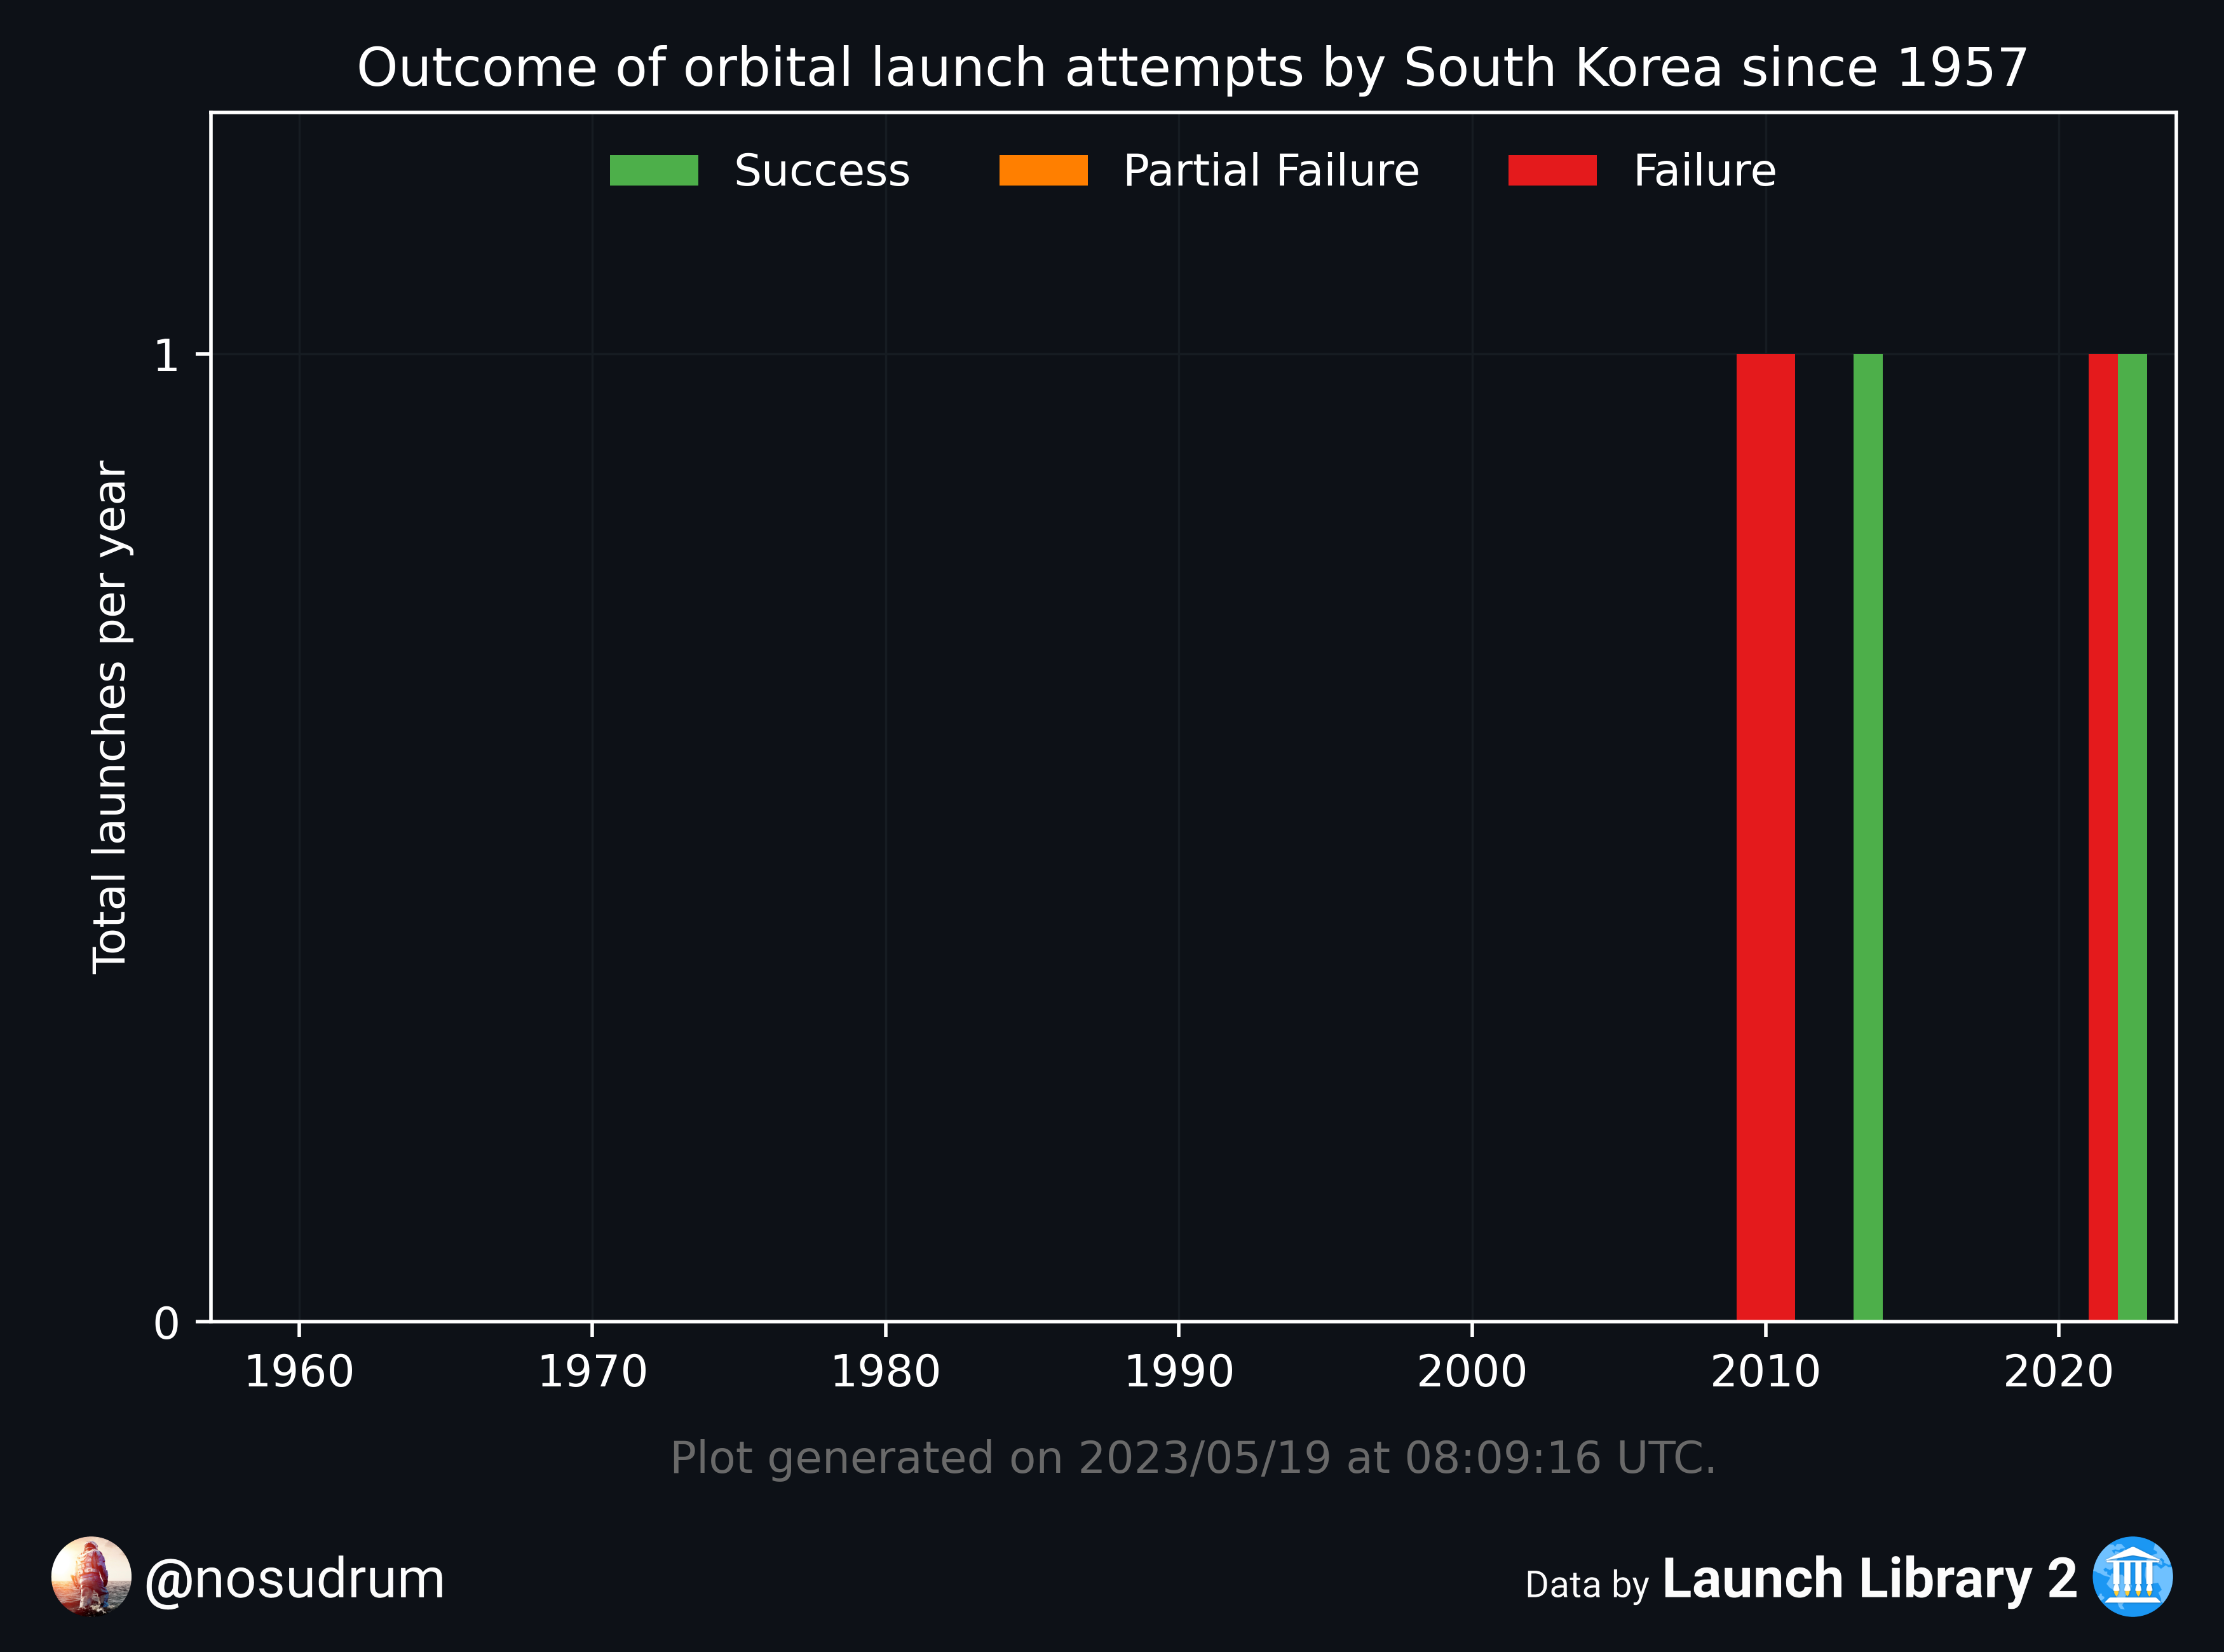 Outcome of orbital launch attempts by South Korea since 1957
Success Partial Failure Failure
Total launches per year
1
0
1960 1970 1980 1990 2000 2010 2020
Plot generated on 2023/05/19 at 08:09:16 UTC.
@nosudrum
Data by Launch Library 2